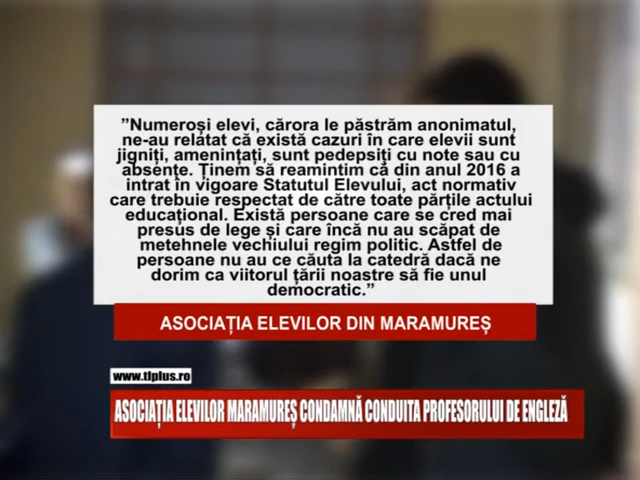 ”Numeroși elevi, cărora le păstrăm anonimatul,
ne-au relatat că există cazuri în care elevii sunt
jigniți, amenințați, sunt pedepsiți cu note sau cu
absențe. Ținem să reamintim că din anul 2016 a
intrat în vigoare Statutul Elevului, act normativ
care trebuie respectat de către toate părțile actului
educațional. Există persoane care se cred mai
presus de lege și care încă nu au scăpat de
metehnele vechiului regim politic. Astfel de
persoane nu au ce căuta la catedră dacă ne
dorim ca viitorul țării noastre să fie unul
democratic.”
ASOCIAȚIA ELEVILOR DIN MARAMUREȘ
www.tlplus.ro
ASOCIAȚIA ELEVILOR MARAMUREȘ CONDAMNĂ CONDUITA PROFESORULUI DE ENGLEZĂ